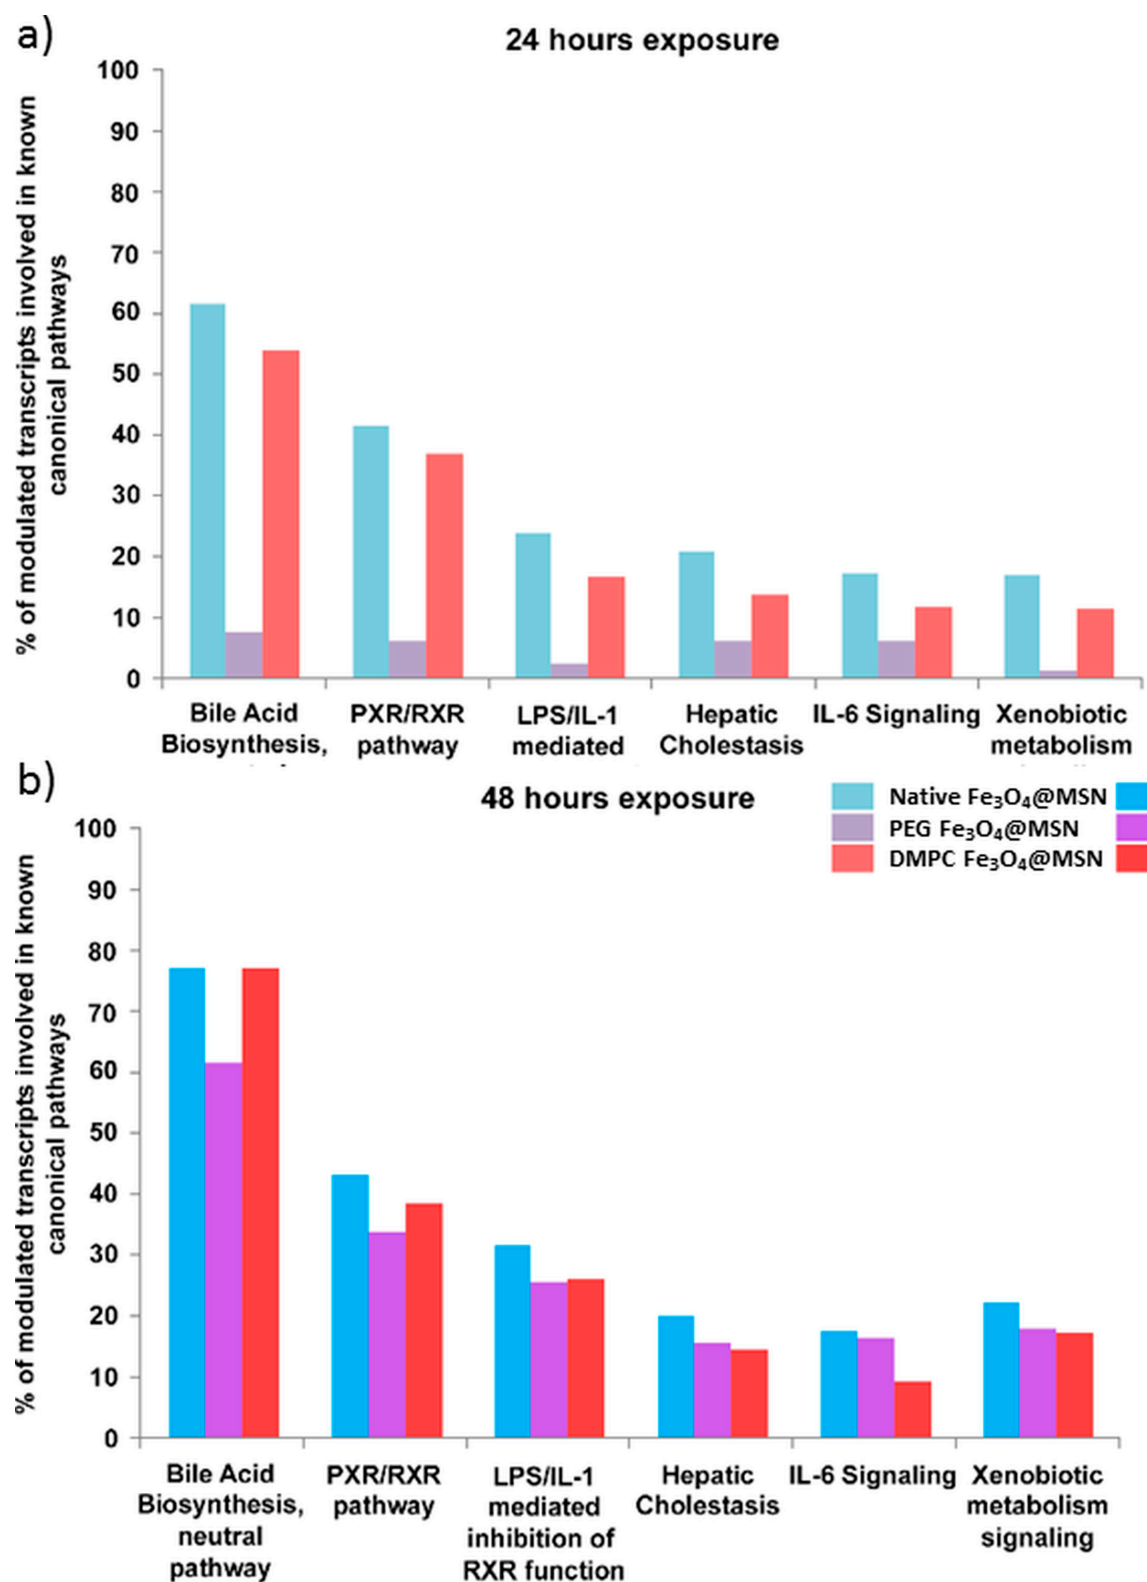 a)
24 hours exposure
% of modulated transcripts involved in known
canonical pathways
100
90
80
70
60
50
40
30
20
10
0
Bile Acid
Biosynthesis,
PXR/RXR
pathway
LPS/IL-1
mediated
Hepatic
Cholestasis
IL-6 Signaling
Xenobiotic
metabolism
b)
48 hours exposure
Native Fe₃O₄@MSN
PEG Fe₃O₄@MSN
DMPC Fe₃O₄@MSN
% of modulated transcripts involved in known
canonical pathways
100
90
80
70
60
50
40
30
20
10
0
Bile Acid
Biosynthesis,
neutral
pathway
PXR/RXR
pathway
LPS/IL-1
mediated
inhibition of
RXR function
Hepatic
Cholestasis
IL-6 Signaling
Xenobiotic
metabolism
signaling